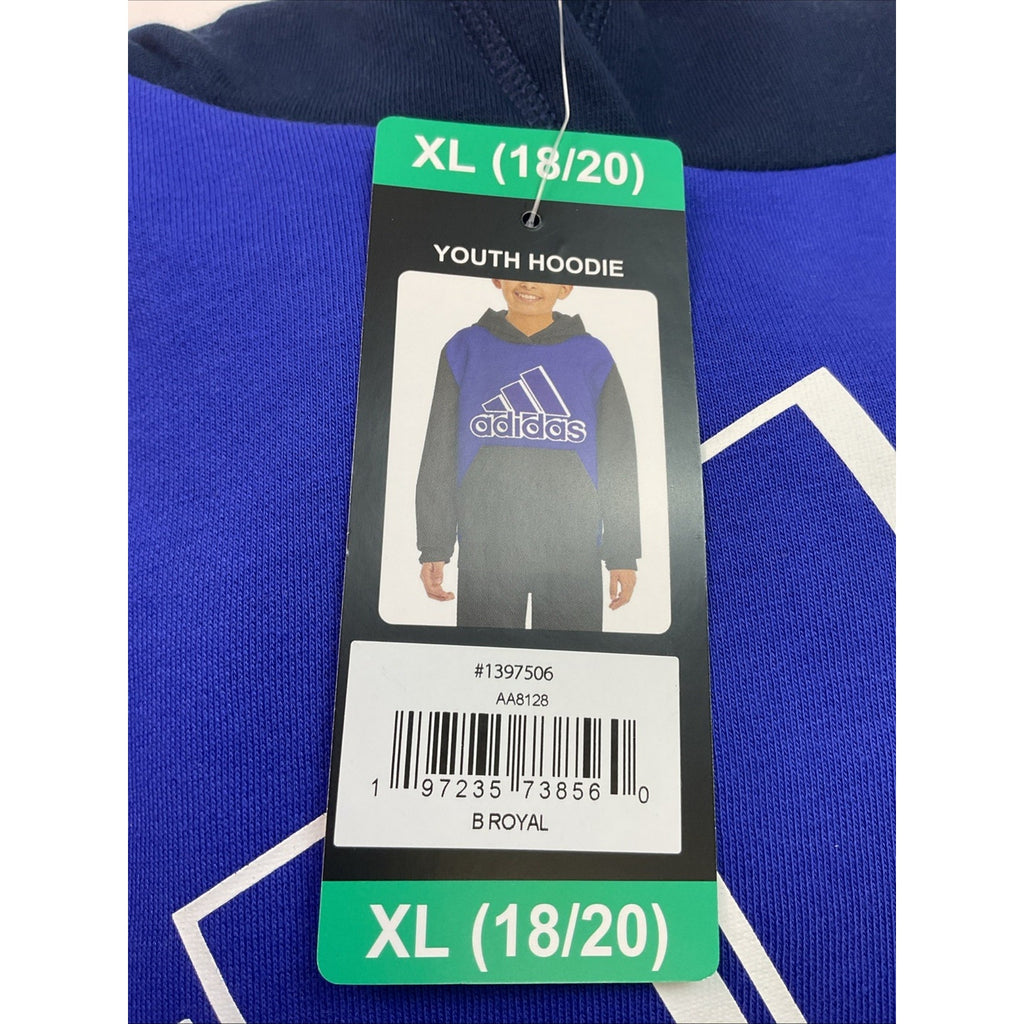 XL (18/20)
YOUTH HOODIE
adidas
#1397506
AA8128
1 97235 73856 0
B ROYAL
XL (18/20)